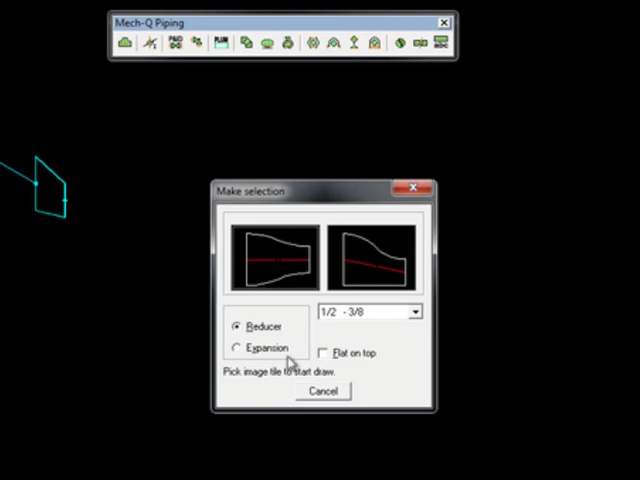 Mech-Q Piping
P&ID
PLUM
Make selection
1/2 - 3/8
Reducer
Expansion
Flat on top
Pick image tile to start draw.
Cancel